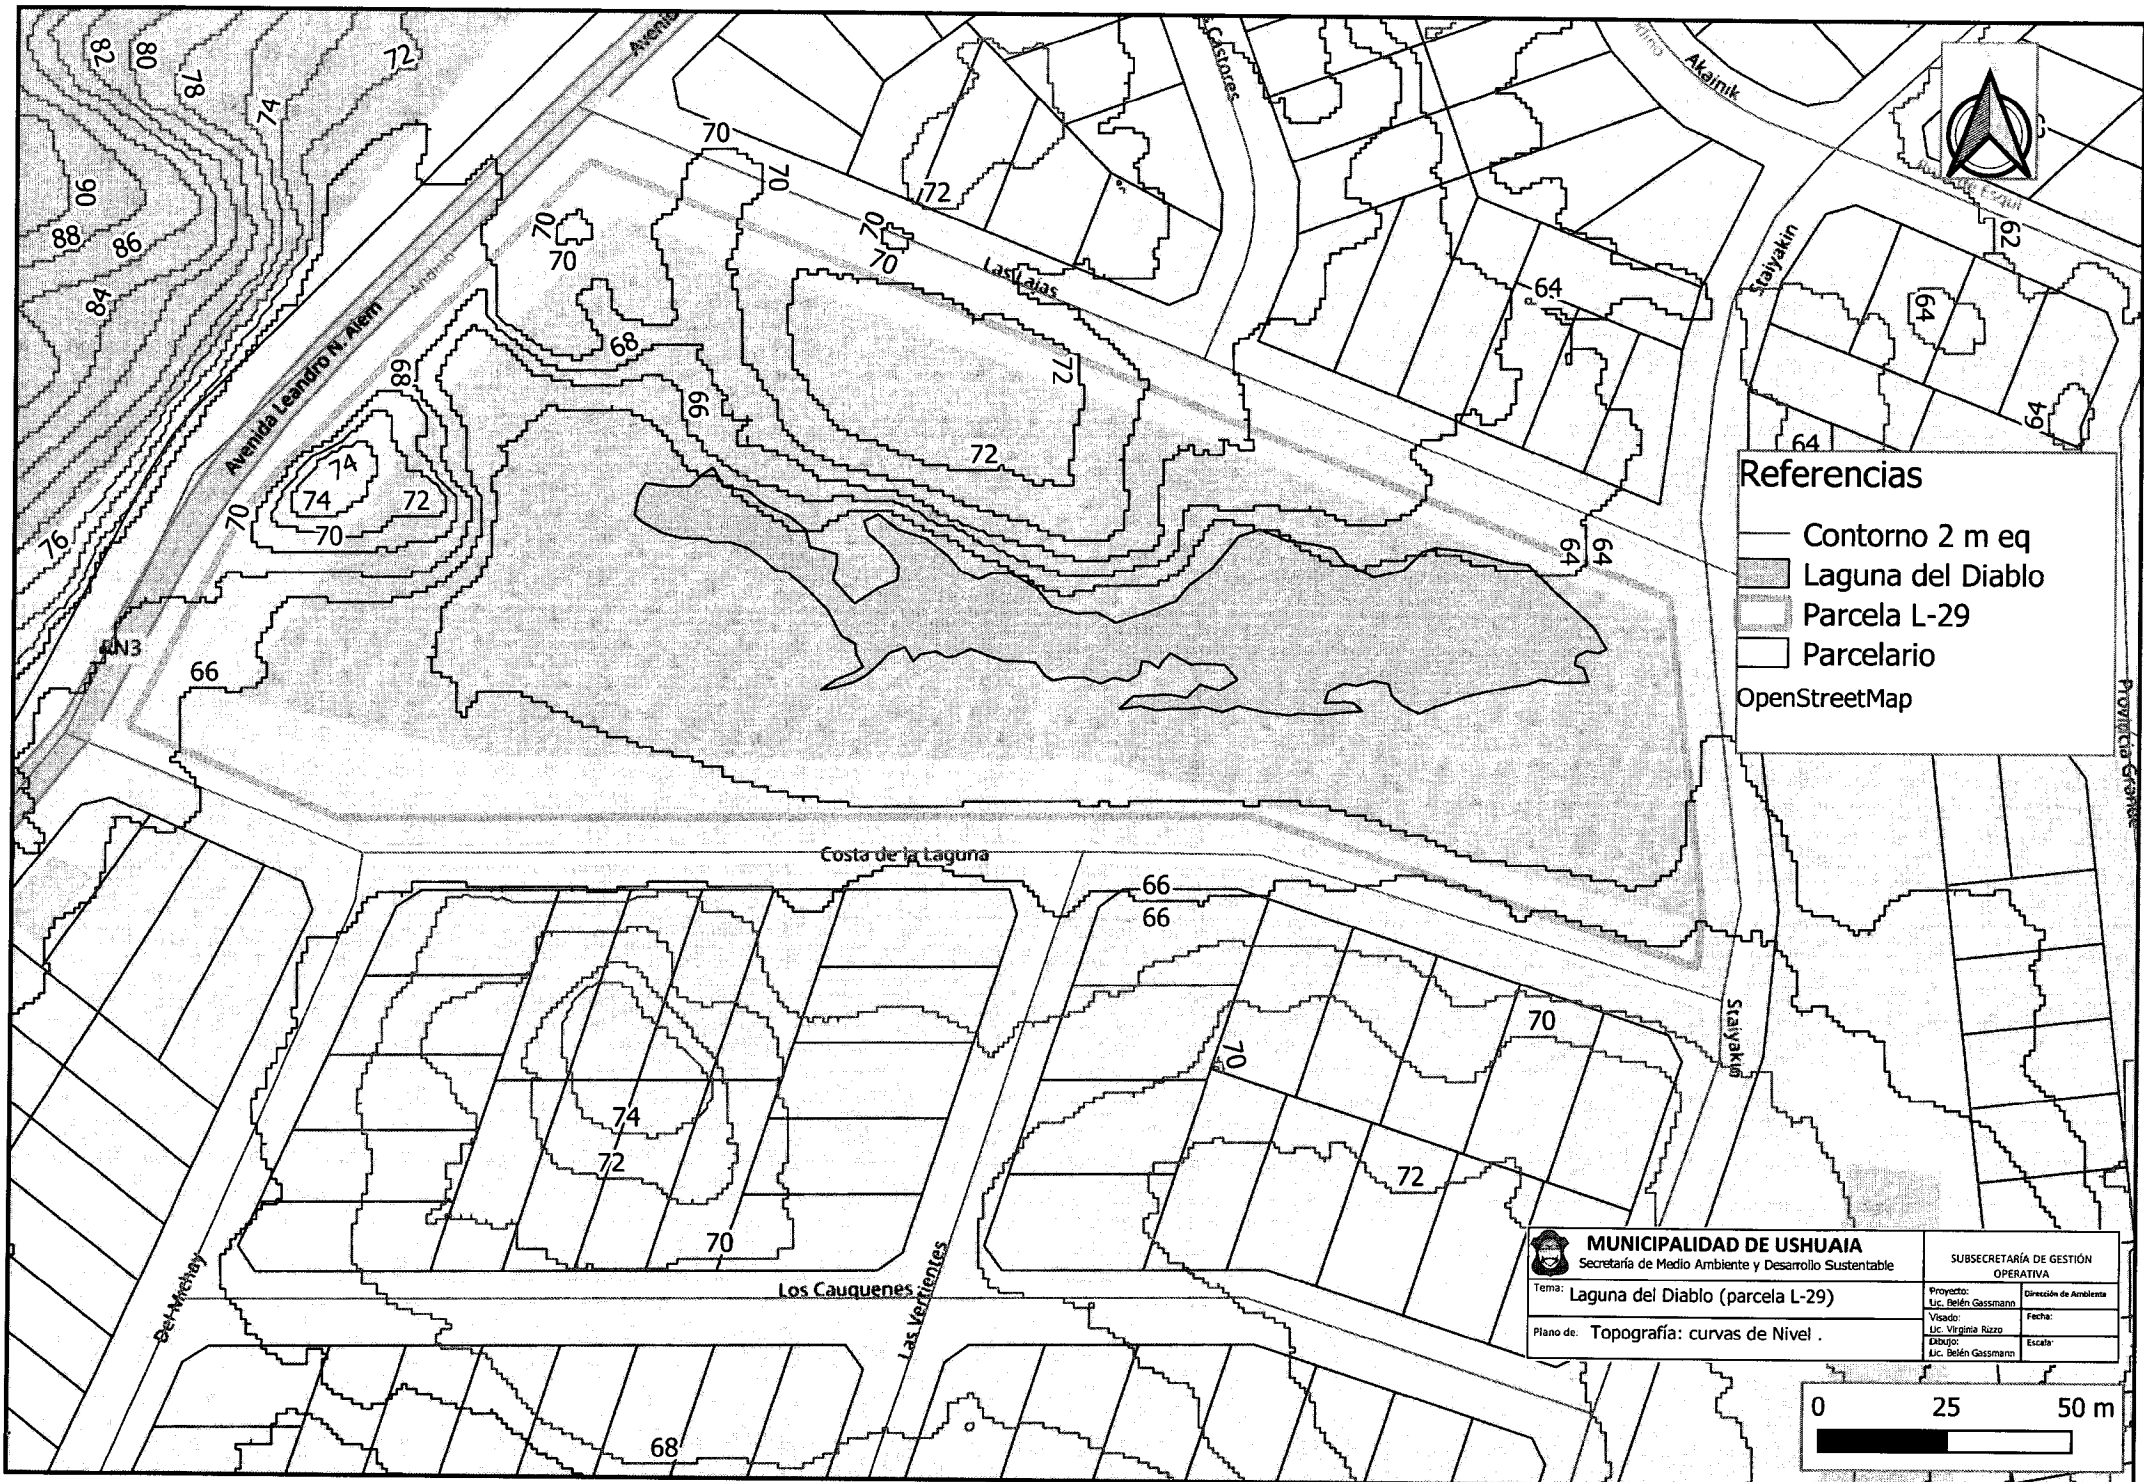 82
80
78
74
72
90
88
86
84
76
Avenida Leandro N. Alem
RN3
Castores
Akainik
70
70
72
70
70
70
70
Las Lajas
Staiyakin
62
64
64
64
64
68
68
66
72
72
74
74
72
70
70
64
64
66
Referencias
Contorno 2 m eq
Laguna del Diablo
Parcela L-29
Parcelario
OpenStreetMap
Costa de la Laguna
66
66
70
70
Staiyakin
74
72
72
70
Los Cauquenes
Las Vertientes
Del Michay
68
MUNICIPALIDAD DE USHUAIA
Secretaría de Medio Ambiente y Desarrollo Sustentable
SUBSECRETARÍA DE GESTIÓN
OPERATIVA
Tema: Laguna del Diablo (parcela L-29)
Plano de: Topografía: curvas de Nivel .
Proyecto:
Lic. Belén Gassmann
Dirección de Ambiente
Visado:
Lic. Virginia Rizzo
Fecha:
Dibujo:
Lic. Belén Gassmann
Escala:
0 25 50 m